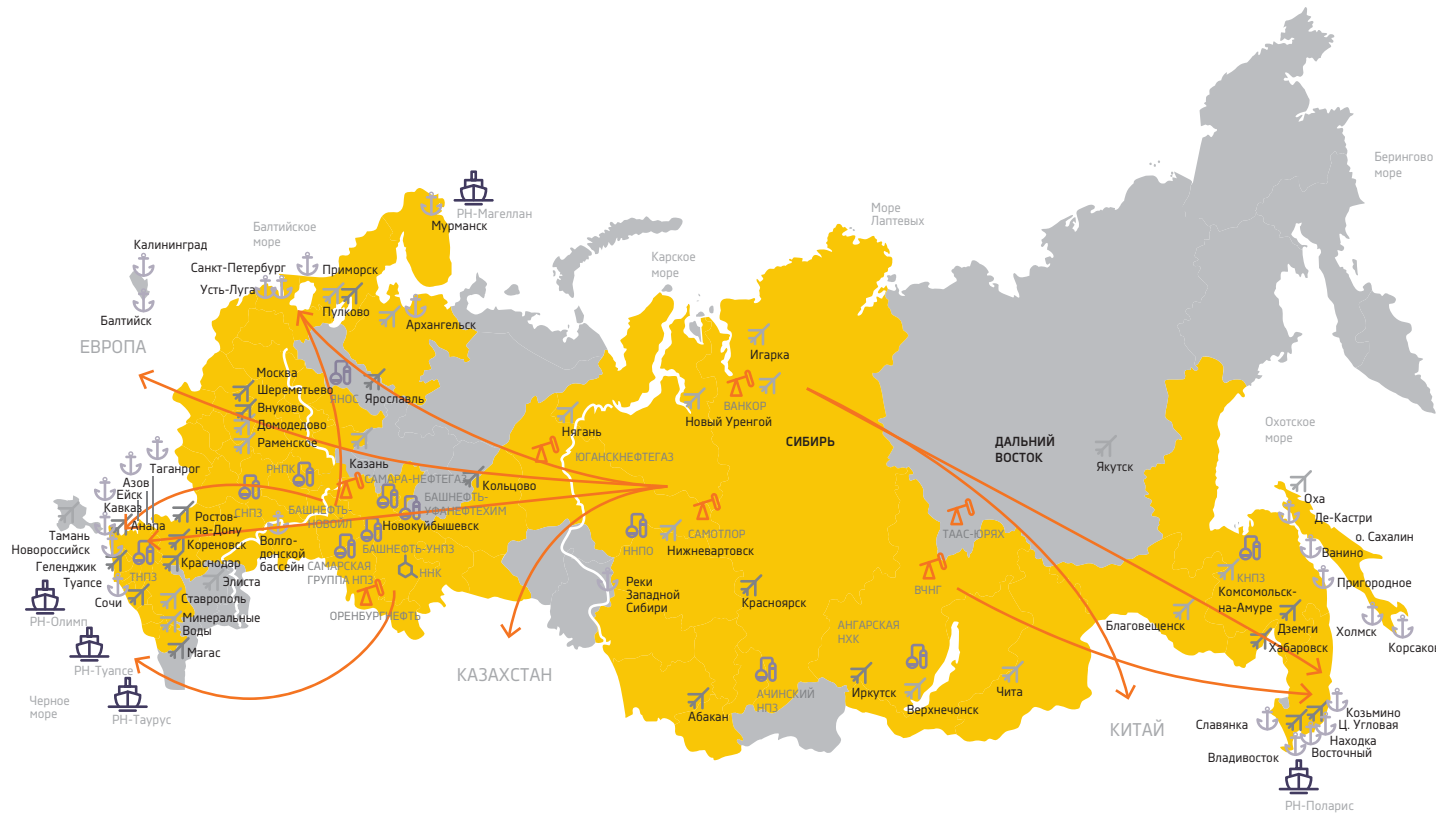 Берингово
море
Море
Лаптевых
РН-Магеллан
Мурманск
Балтийское
море
Калининград
Санкт-Петербург
Приморск
Карское
море
Усть-Луга
Пулково
Балтийск
Архангельск
ЕВРОПА
Игарка
Москва
Шереметьево
ЯНОС
Ярославль
Внуково
ВАНКОР
Домодедово
Новый Уренгой
Раменское
Нягань
СИБИРЬ
ДАЛЬНИЙ
ВОСТОК
Охотское
море
Якутск
Казань
ЮГАНСКНЕФТЕГАЗ
Таганрог
РНПК
САМАРА-НЕФТЕГАЗ
Кольцово
Азов
Ейск
Кавказ
СНПЗ
БАШНЕФТЬ-
УФАНЕФТЕХИМ
БАШНЕФТЬ-
НОВОЙЛ
Оха
Анапа
Ростов-
на-Дону
Новокуйбышевск
Де-Кастри
Тамань
Новороссийск
Кореновск
Волго-
донской
бассейн
БАШНЕФТЬ-УНПЗ
САМОТЛОР
ТААС-ЮРЯХ
о. Сахалин
ННПО
Нижневартовск
Ванино
Геленджик
Краснодар
САМАРСКАЯ
ГРУППА НПЗ
ННК
ТНПЗ
КНПЗ
Туапсе
Элиста
Реки
Западной
Сибири
ВЧНГ
Пригородное
Комсомольск-
на-Амуре
Сочи
Ставрополь
Красноярск
РН-Олимп
ОРЕНБУРГНЕФТЬ
Минеральные
Воды
АНГАРСКАЯ
НХК
Благовещенск
Дземги
Холмск
Хабаровск
Корсаков
Магас
РН-Туапсе
КАЗАХСТАН
Черное
море
АЧИНСКИЙ
НПЗ
Иркутск
Чита
РН-Таурус
Абакан
Верхнечонск
КИТАЙ
Козьмино
Славянка
Ц. Угловая
Находка
Восточный
Владивосток
РН-Поларис